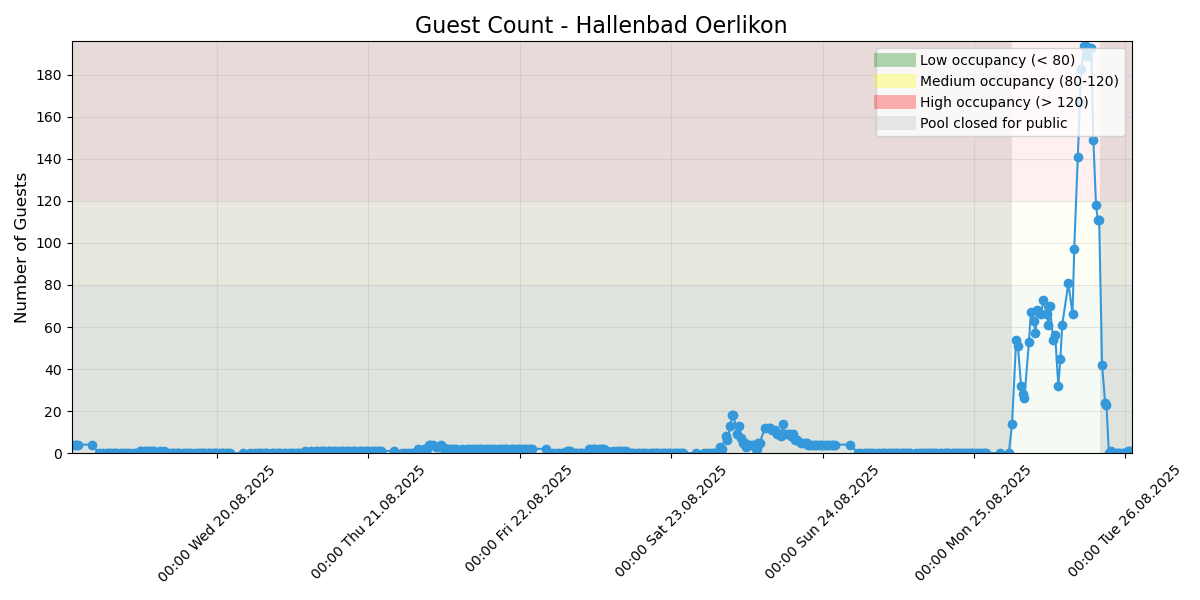 Guest Count - Hallenbad Oerlikon
Low occupancy (< 80)
Medium occupancy (80-120)
High occupancy (> 120)
Pool closed for public
Number of Guests
180
160
140
120
100
80
60
40
20
0
00:00 Wed 20.08.2025
00:00 Thu 21.08.2025
00:00 Fri 22.08.2025
00:00 Sat 23.08.2025
00:00 Sun 24.08.2025
00:00 Mon 25.08.2025
00:00 Tue 26.08.2025